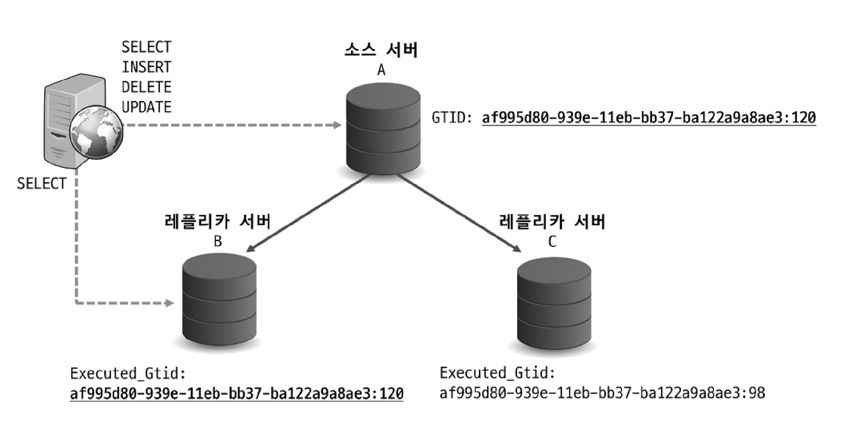 SELECT
INSERT
DELETE
UPDATE
소스 서버
A
GTID: af995d80-939e-11eb-bb37-ba122a9a8ae3:120
SELECT
레플리카 서버
B
레플리카 서버
C
Executed_Gtid:
af995d80-939e-11eb-bb37-ba122a9a8ae3:120
Executed_Gtid:
af995d80-939e-11eb-bb37-ba122a9a8ae3:98